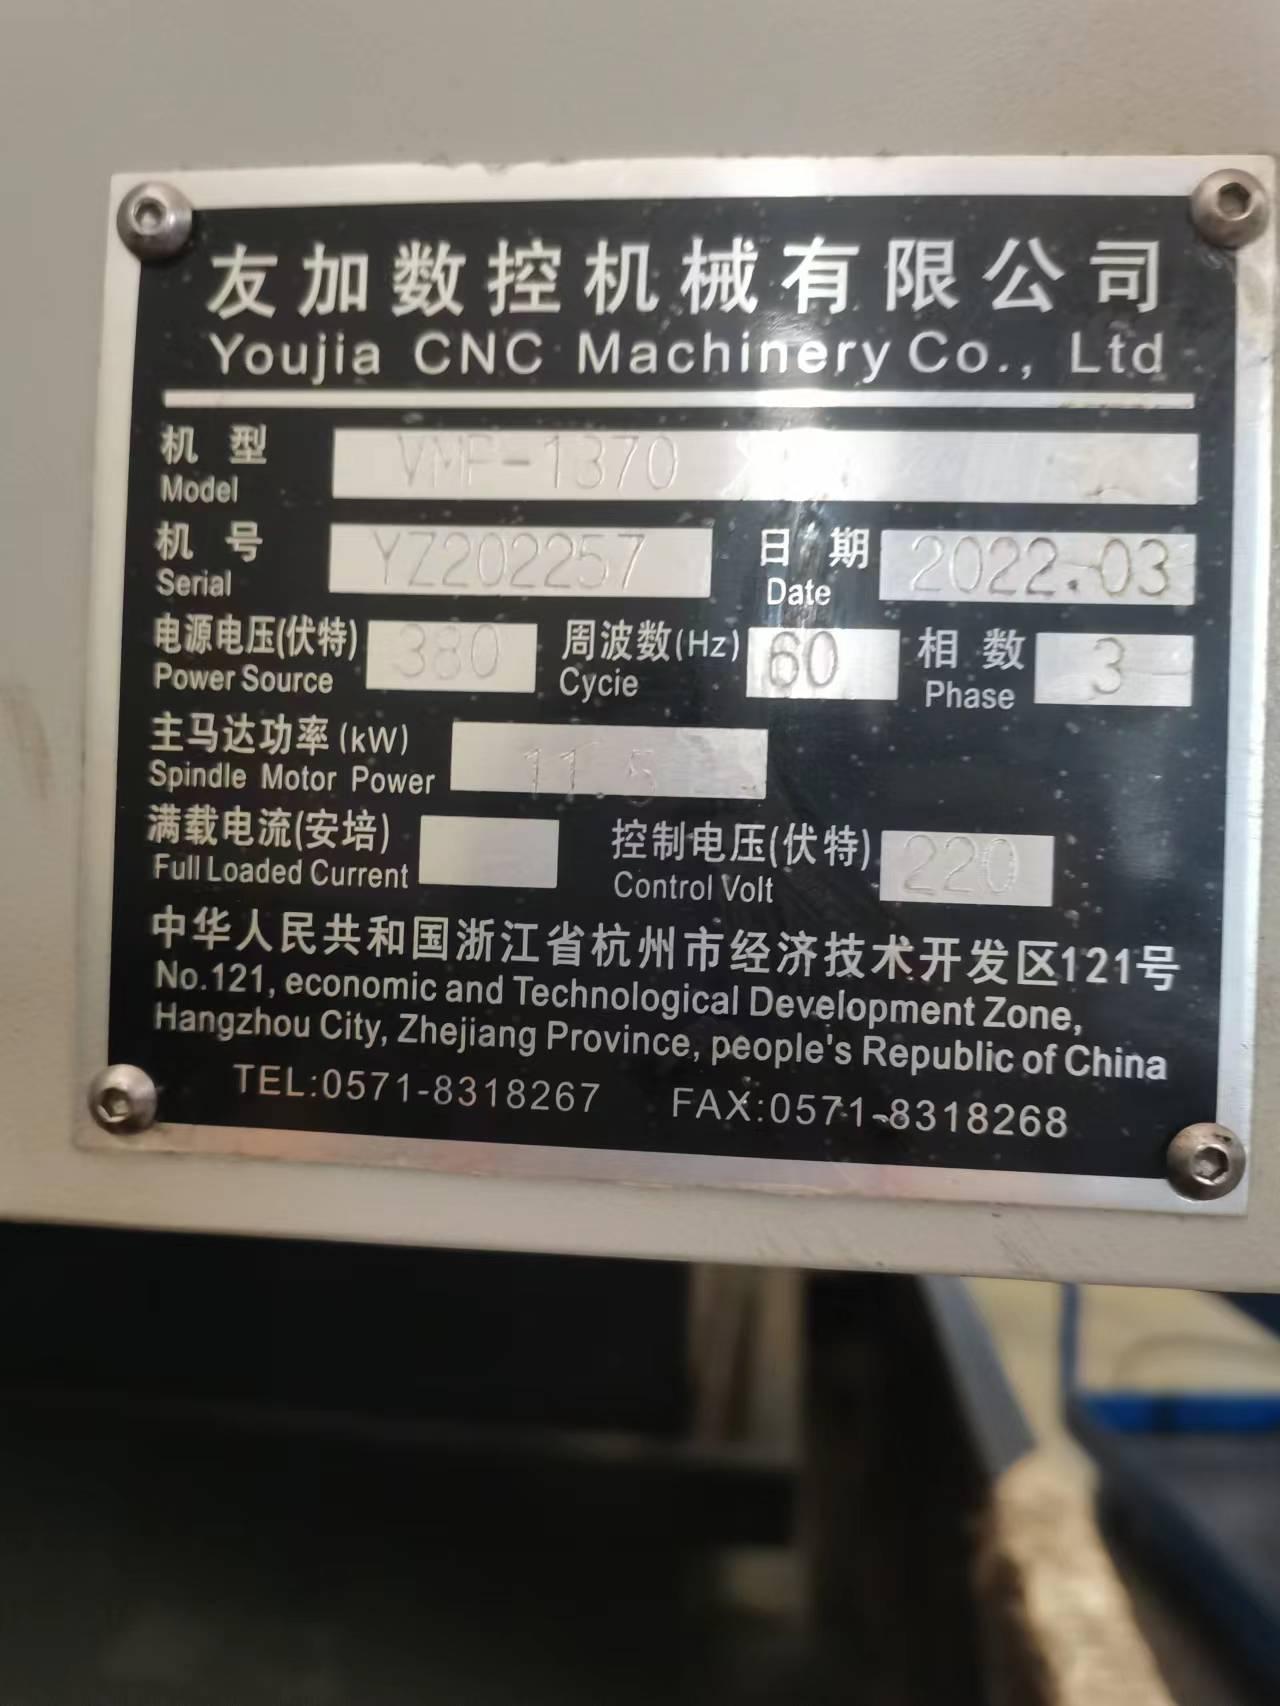 友加数控机械有限公司
Youjia CNC Machinery Co., Ltd
机型 VMP-1370
Model
机号 YZ202257 日期 2022.03
Serial Date
电源电压(伏特) 380 周波数(Hz) 60 相数 3
Power Source Cycie Phase
主马达功率(kW) 11.5
Spindle Motor Power
满载电流(安培) 控制电压(伏特) 220
Full Loaded Current Control Volt
中华人民共和国浙江省杭州市经济技术开发区121号
No.121, economic and Technological Development Zone,
Hangzhou City, Zhejiang Province, people's Republic of China
TEL:0571-8318267 FAX:0571-8318268